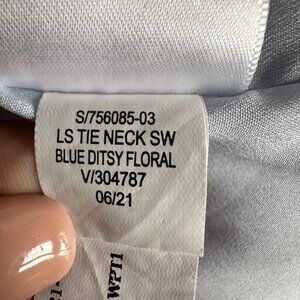 S/756085-03
LS TIE NECK SW
BLUE DITSY FLORAL
V/304787
06/21